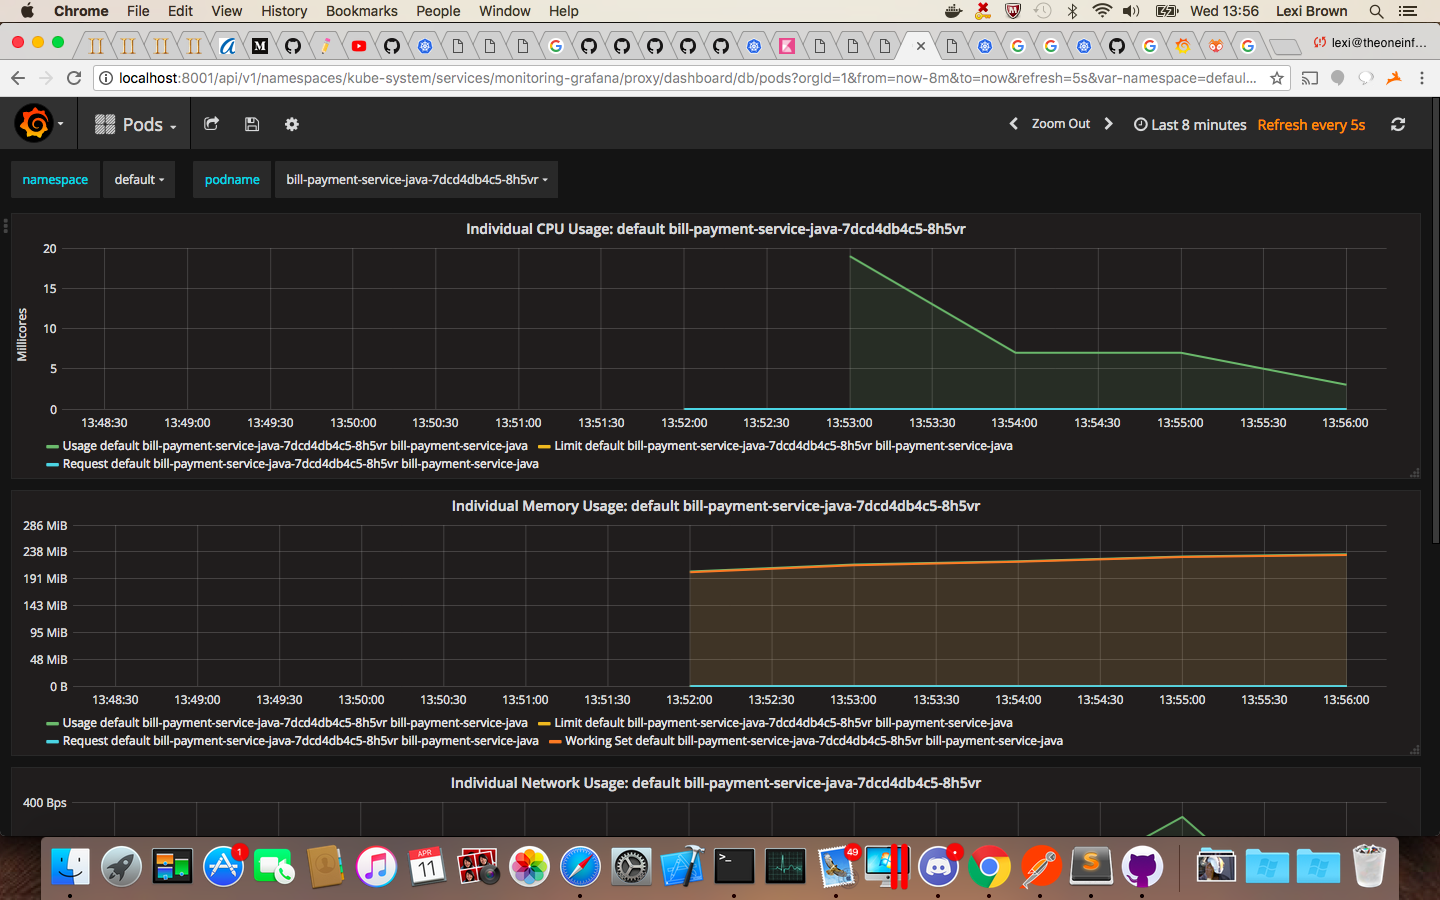 Chrome File Edit View History Bookmarks People Window Help Wed 13:56 Lexi Brown
lexi@theoneinf...
localhost:8001/api/v1/namespaces/kube-system/services/monitoring-grafana/proxy/dashboard/db/pods?orgId=1&from=now-8m&to=now&refresh=5s&var-namespace=defaul...
Pods Zoom Out Last 8 minutes Refresh every 5s
namespace default podname bill-payment-service-java-7dcd4db4c5-8h5vr
Individual CPU Usage: default bill-payment-service-java-7dcd4db4c5-8h5vr
Millicores
20
15
10
5
0
13:48:30 13:49:00 13:49:30 13:50:00 13:50:30 13:51:00 13:51:30 13:52:00 13:52:30 13:53:00 13:53:30 13:54:00 13:54:30 13:55:00 13:55:30 13:56:00
Usage default bill-payment-service-java-7dcd4db4c5-8h5vr bill-payment-service-java Limit default bill-payment-service-java-7dcd4db4c5-8h5vr bill-payment-service-java
Request default bill-payment-service-java-7dcd4db4c5-8h5vr bill-payment-service-java
Individual Memory Usage: default bill-payment-service-java-7dcd4db4c5-8h5vr
286 MiB
238 MiB
191 MiB
143 MiB
95 MiB
48 MiB
0 B
13:48:30 13:49:00 13:49:30 13:50:00 13:50:30 13:51:00 13:51:30 13:52:00 13:52:30 13:53:00 13:53:30 13:54:00 13:54:30 13:55:00 13:55:30 13:56:00
Usage default bill-payment-service-java-7dcd4db4c5-8h5vr bill-payment-service-java Limit default bill-payment-service-java-7dcd4db4c5-8h5vr bill-payment-service-java
Request default bill-payment-service-java-7dcd4db4c5-8h5vr bill-payment-service-java Working Set default bill-payment-service-java-7dcd4db4c5-8h5vr bill-payment-service-java
Individual Network Usage: default bill-payment-service-java-7dcd4db4c5-8h5vr
400 Bps
1
APR
11
49